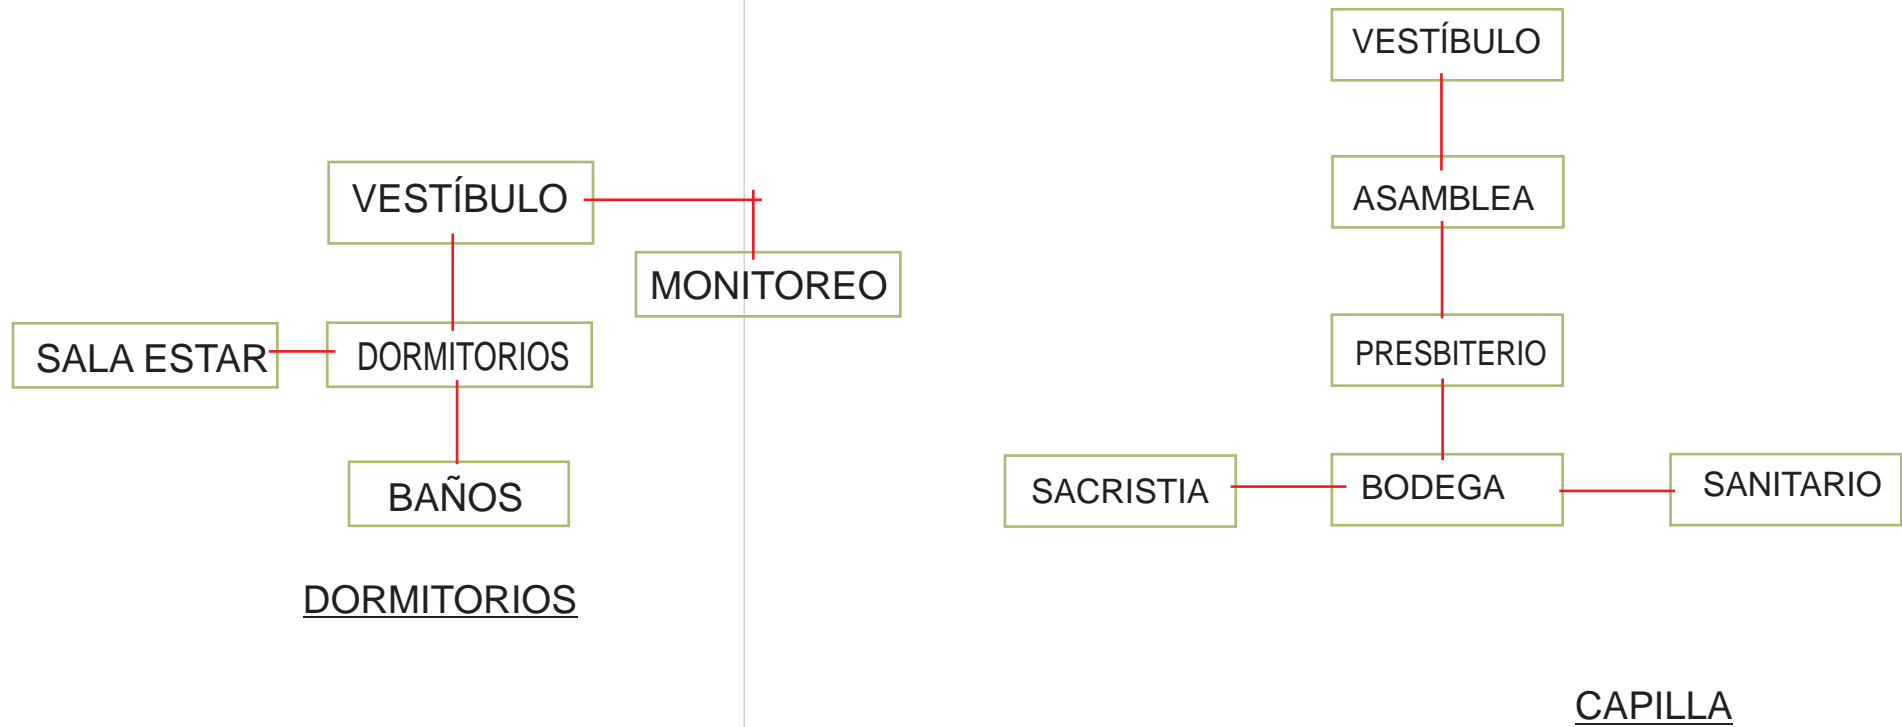 VESTÍBULO
MONITOREO
SALA ESTAR
DORMITORIOS
BAÑOS
DORMITORIOS
VESTÍBULO
ASAMBLEA
PRESBITERIO
SACRISTIA
BODEGA
SANITARIO
CAPILLA